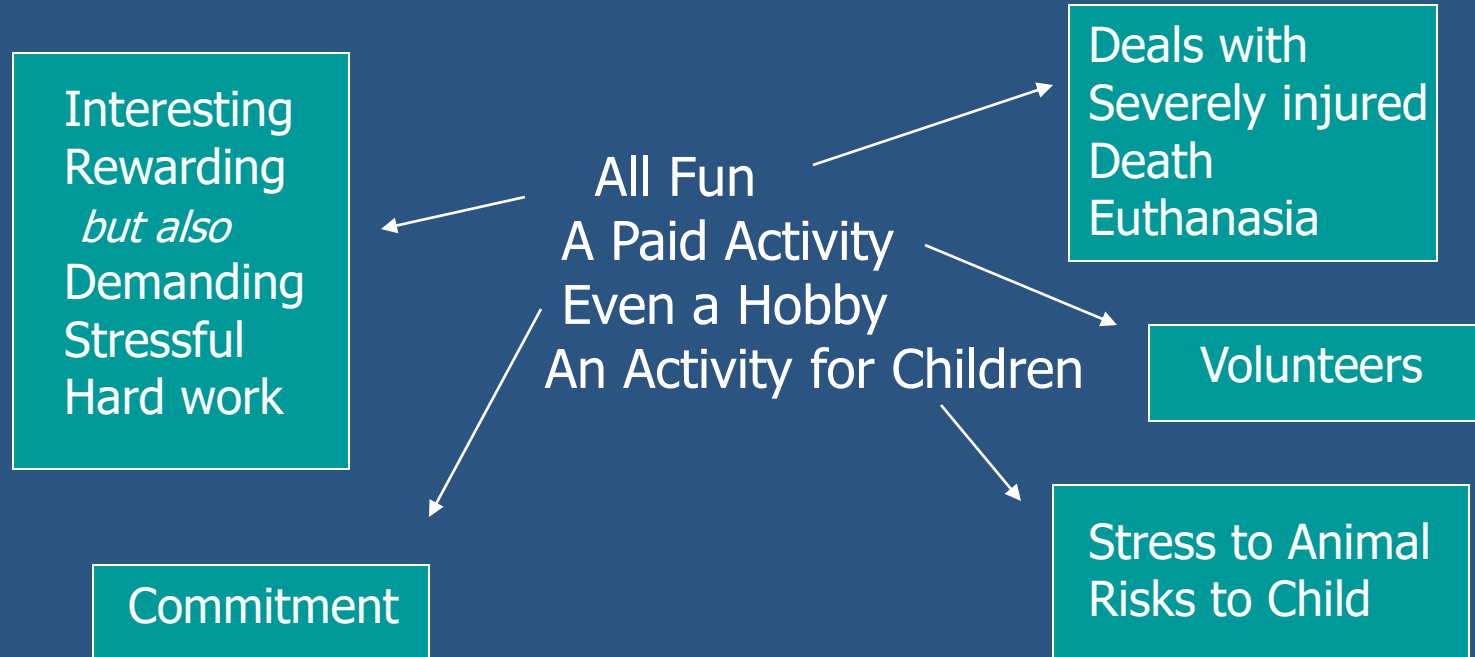 Interesting
Rewarding
but also
Demanding
Stressful
Hard work
All Fun
A Paid Activity
Even a Hobby
An Activity for Children
Deals with
Severely injured
Death
Euthanasia
Volunteers
Commitment
Stress to Animal
Risks to Child